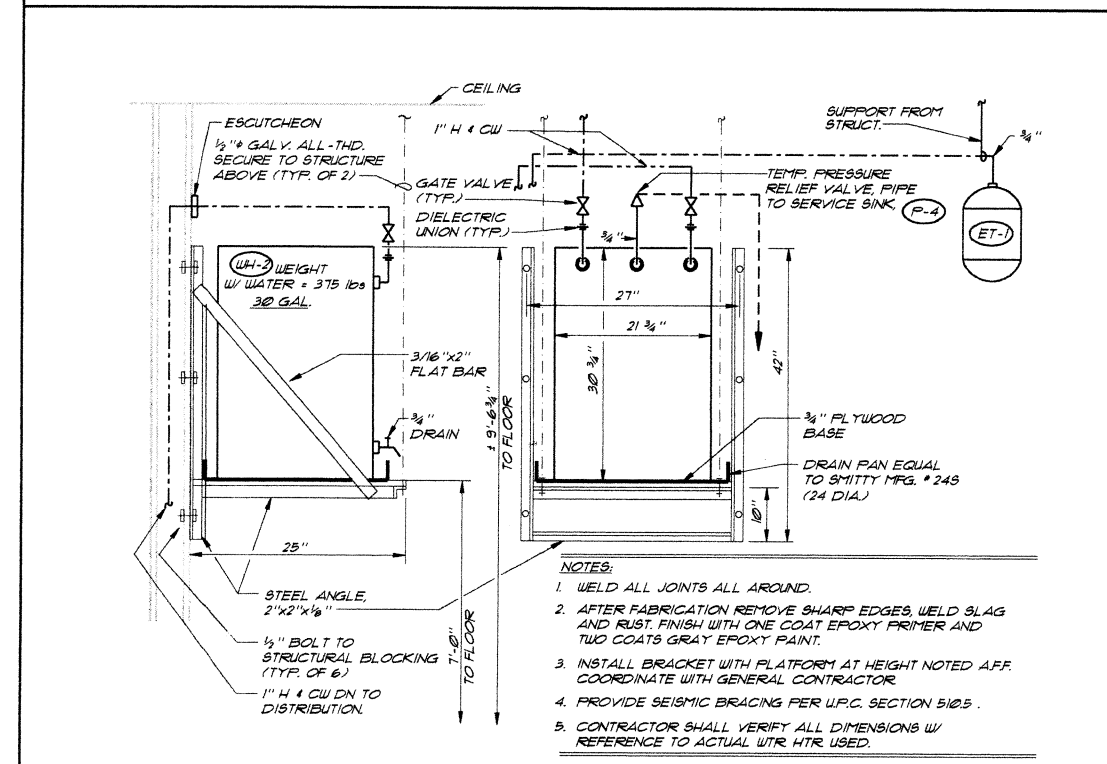 CEILING
ESCUTCHEON
½"ϕ GALV. ALL-THD.
SECURE TO STRUCTURE
ABOVE (TYP. OF 2)
1" H & CW
GATE VALVE
(TYP.)
DIELECTRIC
UNION (TYP.)
¾"
SUPPORT FROM
STRUCT.
¾"
TEMP. PRESSURE
RELIEF VALVE, PIPE
TO SERVICE SINK,
P-4
ET-1
WH-2 WEIGHT
W/ WATER = 375 lbs
30 GAL.
27"
21 ¾"
30 ¾"
42"
3/16"x2"
FLAT BAR
¾"
DRAIN
± 9'-6¾"
TO FLOOR
¾" PLYWOOD
BASE
DRAIN PAN EQUAL
TO SMITTY MFG. # 24S
(24 DIA.)
10"
25"
STEEL ANGLE,
2"x2"x⅛"
7'-0"
TO FLOOR
½" BOLT TO
STRUCTURAL BLOCKING
(TYP. OF 6)
1" H & CW DN TO
DISTRIBUTION.
NOTES:
1. WELD ALL JOINTS ALL AROUND.
2. AFTER FABRICATION REMOVE SHARP EDGES, WELD SLAG
AND RUST. FINISH WITH ONE COAT EPOXY PRIMER AND
TWO COATS GRAY EPOXY PAINT.
3. INSTALL BRACKET WITH PLATFORM AT HEIGHT NOTED A.F.F.
COORDINATE WITH GENERAL CONTRACTOR
4. PROVIDE SEISMIC BRACING PER U.P.C. SECTION 510.5 .
5. CONTRACTOR SHALL VERIFY ALL DIMENSIONS W/
REFERENCE TO ACTUAL WTR HTR USED.